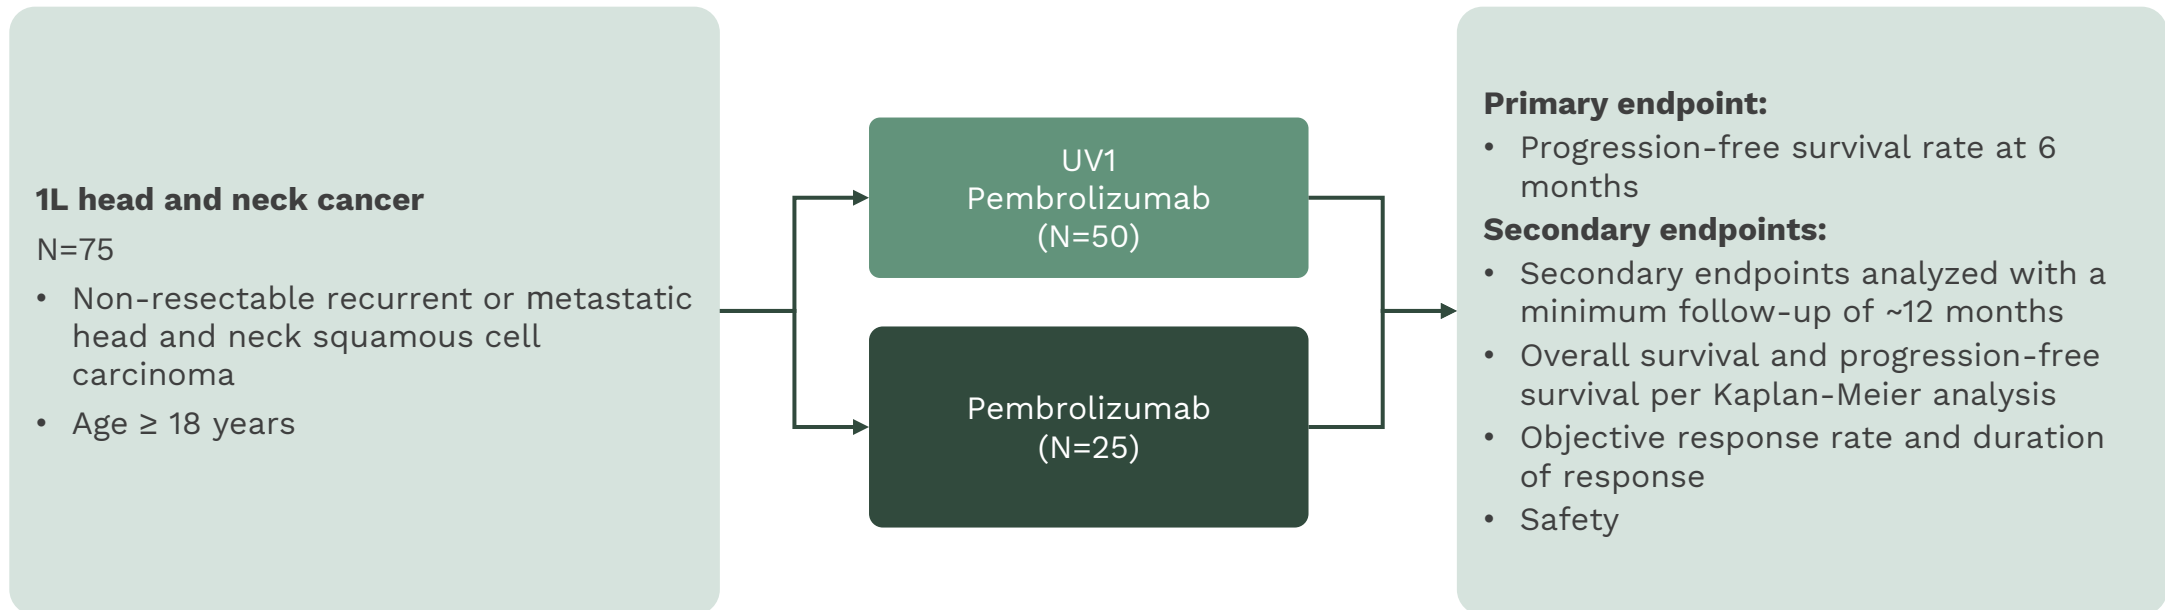 1L head and neck cancer
N=75
• Non-resectable recurrent or metastatic
head and neck squamous cell
carcinoma
• Age ≥ 18 years
UV1
Pembrolizumab
(N=50)
Pembrolizumab
(N=25)
Primary endpoint:
• Progression-free survival rate at 6
months
Secondary endpoints:
• Secondary endpoints analyzed with a
minimum follow-up of ~12 months
• Overall survival and progression-free
survival per Kaplan-Meier analysis
• Objective response rate and duration
of response
• Safety